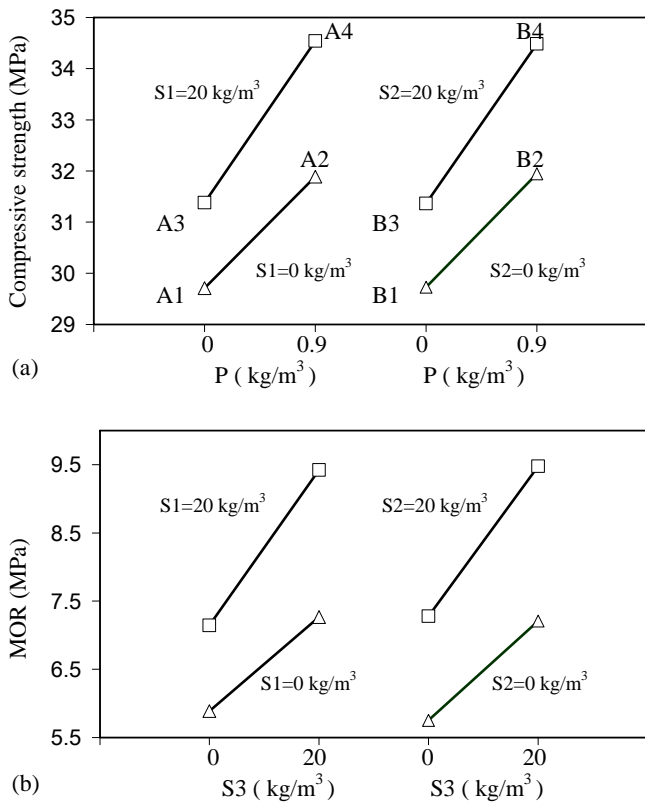 35
34
33
32
31
30
29
Compressive strength (MPa)
A4
B4
S1=20 kg/m³
S2=20 kg/m³
A2
B2
A3
B3
S1=0 kg/m³
S2=0 kg/m³
A1
B1
0
0.9
0
0.9
P ( kg/m³)
P ( kg/m³)
(a)
9.5
8.5
7.5
6.5
5.5
MOR (MPa)
S1=20 kg/m³
S2=20 kg/m³
S1=0 kg/m³
S2=0 kg/m³
0
20
0
20
S3 ( kg/m³)
S3 ( kg/m³)
(b)